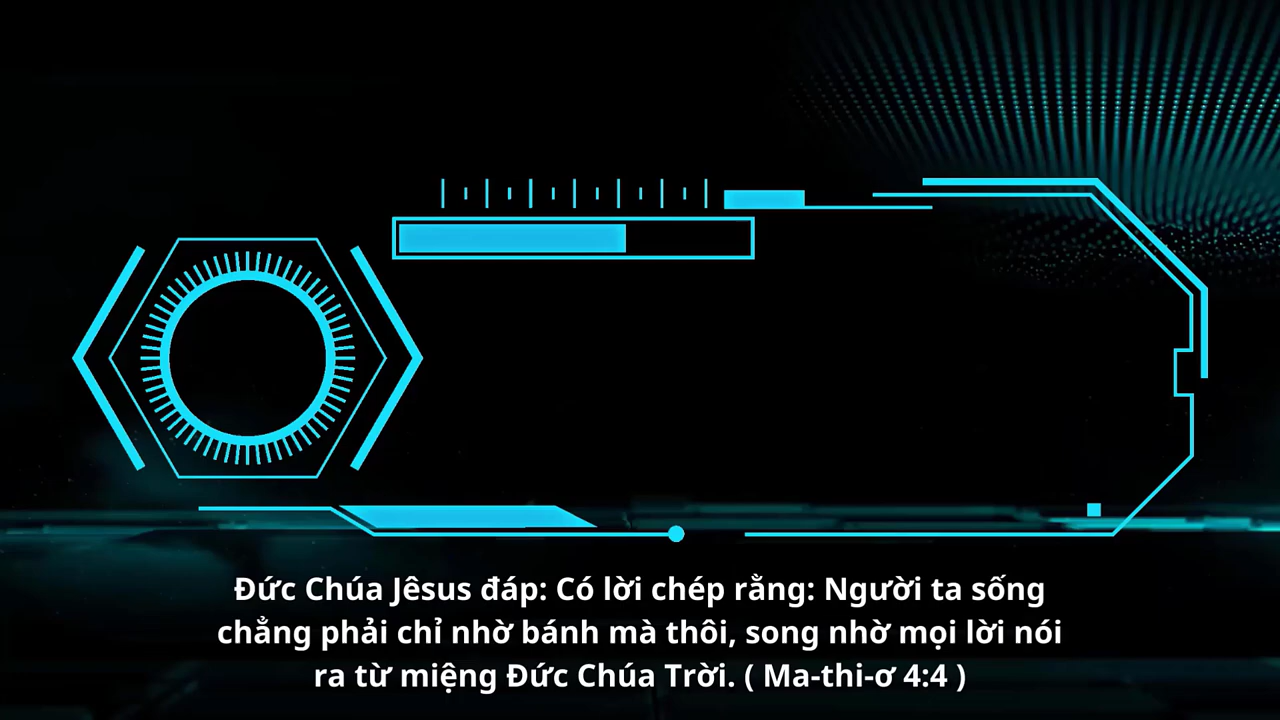 Đức Chúa Jêsus đáp: Có lời chép rằng: Người ta sống
chẳng phải chỉ nhờ bánh mà thôi, song nhờ mọi lời nói
ra từ miệng Đức Chúa Trời. ( Ma-thi-ơ 4:4 )